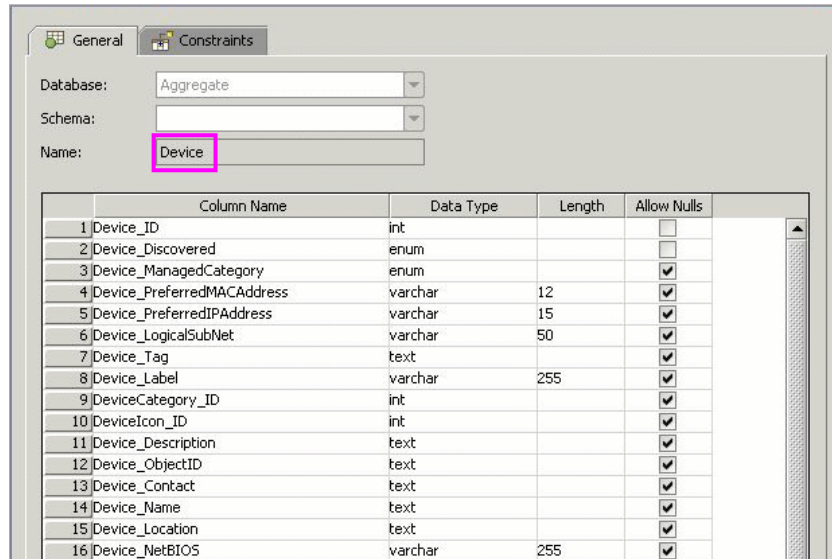 General Constraints
Database: Aggregate
Schema:
Name: Device
Column Name Data Type Length Allow Nulls
1 Device_ID int
2 Device_Discovered enum
3 Device_ManagedCategory enum
4 Device_PreferredMACAddress varchar 12
5 Device_PreferredIPAddress varchar 15
6 Device_LogicalSubNet varchar 50
7 Device_Tag text
8 Device_Label varchar 255
9 DeviceCategory_ID int
10 DeviceIcon_ID int
11 Device_Description text
12 Device_ObjectID text
13 Device_Contact text
14 Device_Name text
15 Device_Location text
16 Device_NetBIOS varchar 255